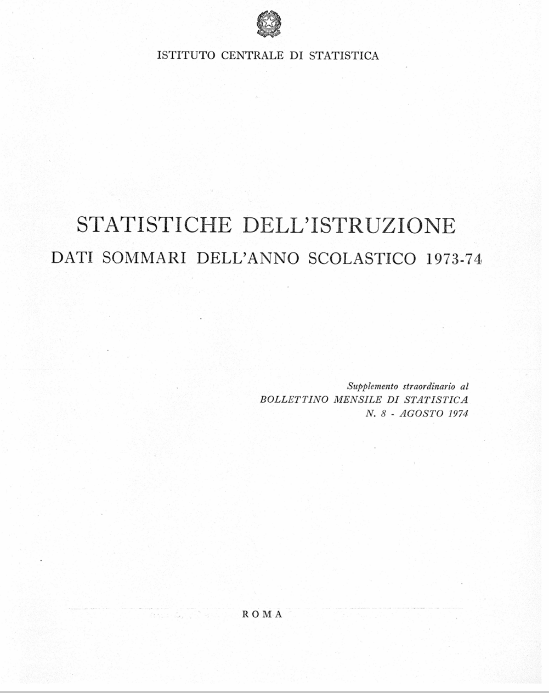 ISTITUTO CENTRALE DI STATISTICA
STATISTICHE DELL'ISTRUZIONE
DATI SOMMARI DELL'ANNO SCOLASTICO 1973-74
Supplemento straordinario al
BOLLETTINO MENSILE DI STATISTICA
N. 8 - AGOSTO 1974
ROMA